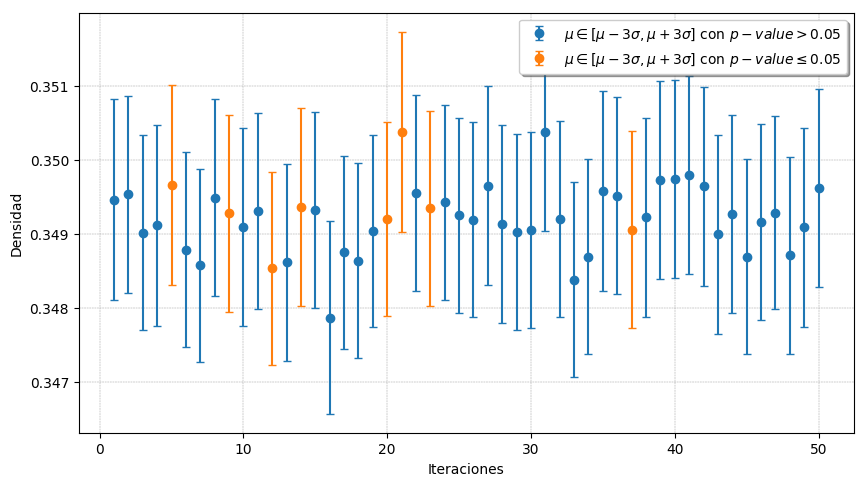 μ ∈ [μ − 3σ, μ + 3σ] con p − value > 0.05
μ ∈ [μ − 3σ, μ + 3σ] con p − value ≤ 0.05
0.351
0.350
0.349
0.348
0.347
Densidad
0 10 20 30 40 50
Iteraciones